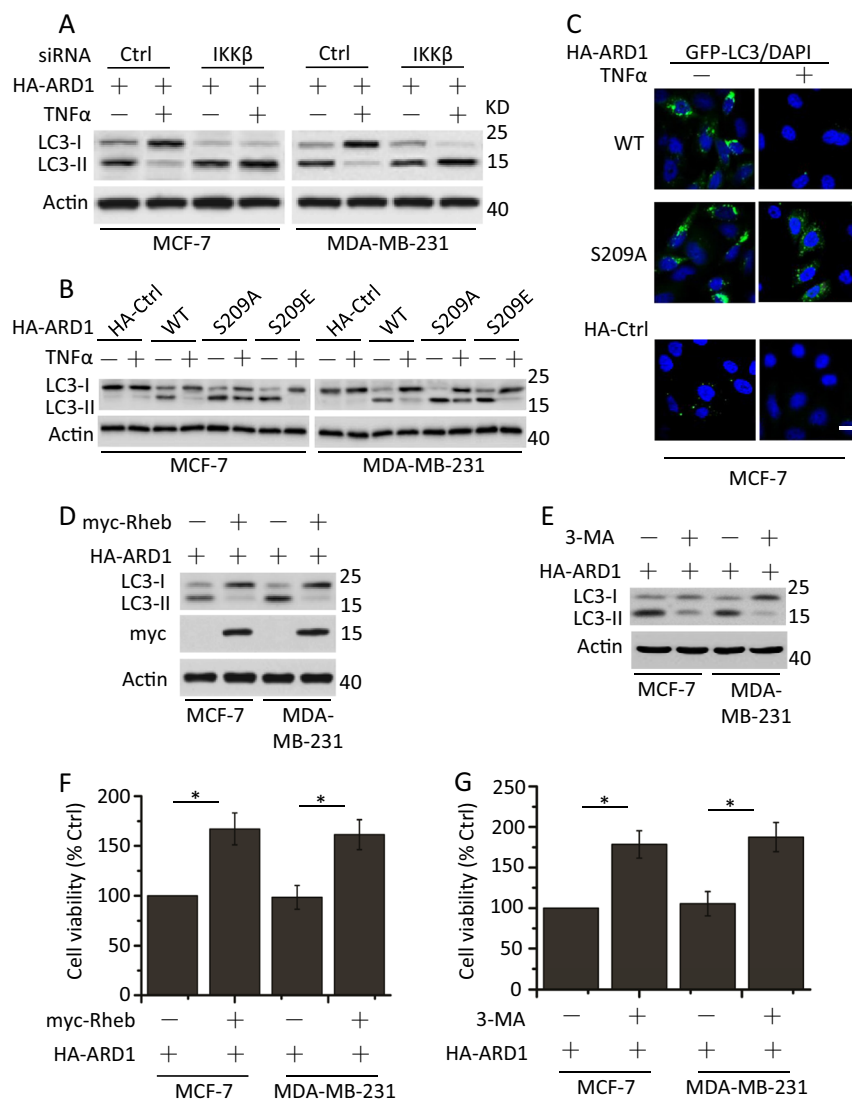 A
siRNA Ctrl IKKβ Ctrl IKKβ
HA-ARD1 + + + + + + + +
TNFα — + — + — + — + KD
LC3-I 25
LC3-II 15
Actin 40
MCF-7 MDA-MB-231
B
HA-ARD1 HA-Ctrl WT S209A S209E HA-Ctrl WT S209A S209E
TNFα — + — + — + — + — + — + — + — +
LC3-I 25
LC3-II 15
Actin 40
MCF-7 MDA-MB-231
C
HA-ARD1 GFP-LC3/DAPI
TNFα — +
WT
S209A
HA-Ctrl
MCF-7
D
myc-Rheb — + — +
HA-ARD1 + + + +
LC3-I 25
LC3-II 15
myc 15
Actin 40
MCF-7 MDA-
MB-231
E
3-MA — + — +
HA-ARD1 + + + +
LC3-I 25
LC3-II 15
Actin 40
MCF-7 MDA-
MB-231
F
Cell viability (% Ctrl)
200
150
100
50
0
* *
myc-Rheb — + — +
HA-ARD1 + + + +
MCF-7 MDA-MB-231
G
Cell viability (% Ctrl)
250
200
150
100
50
0
* *
3-MA — + — +
HA-ARD1 + + + +
MCF-7 MDA-MB-231